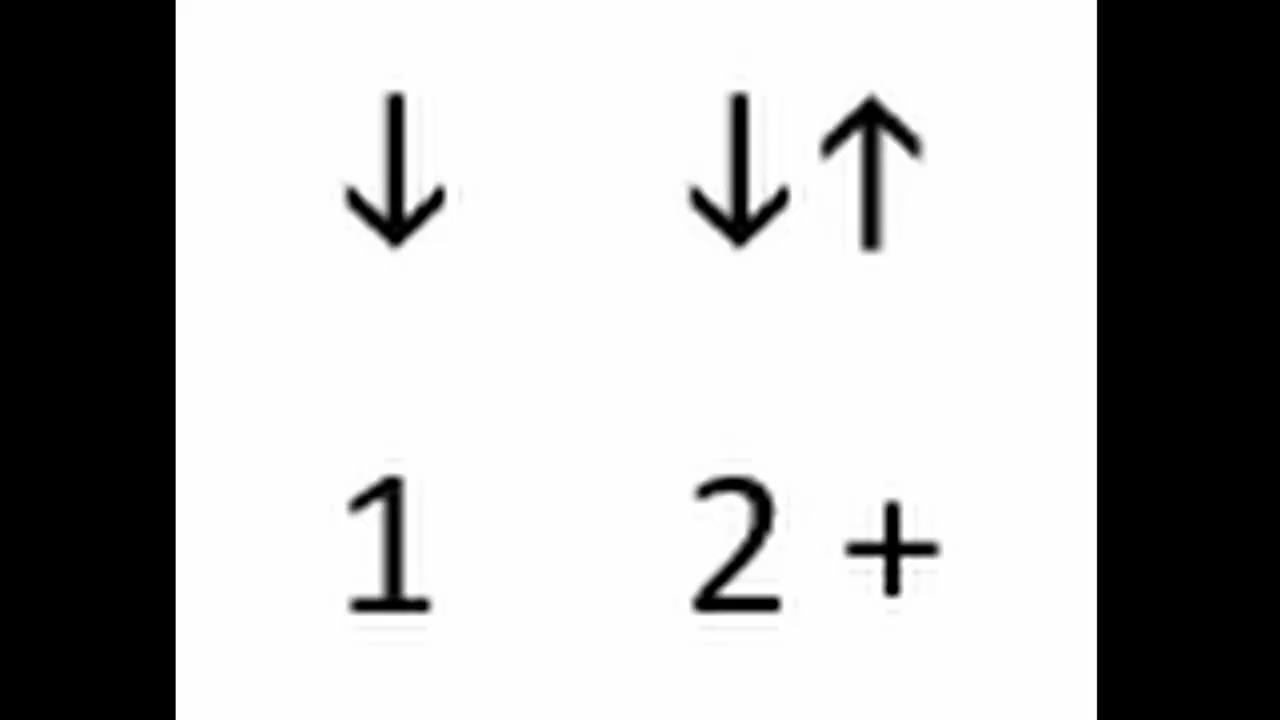 ↓ ↓↑
1 2 +